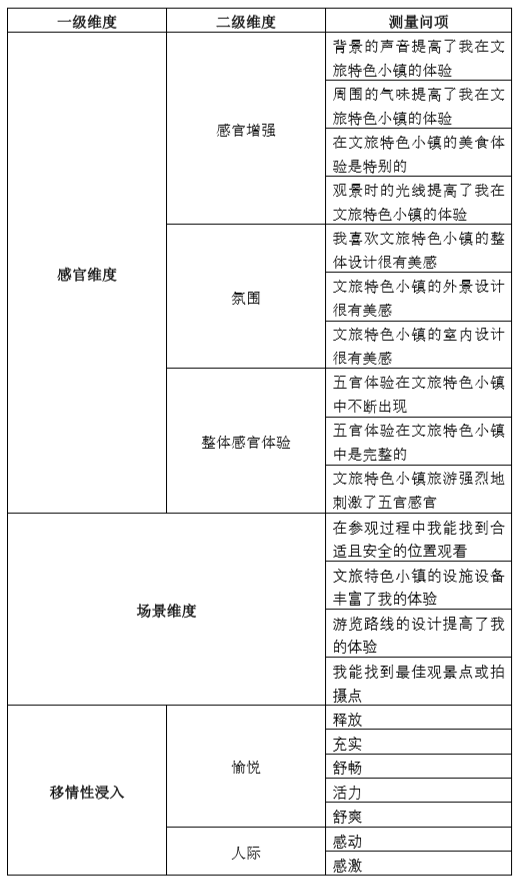 一级维度 二级维度 测量问项
感官维度
感官增强
背景的声音提高了我在文
旅特色小镇的体验
周围的气味提高了我在文
旅特色小镇的体验
在文旅特色小镇的美食体
验是特别的
观景时的光线提高了我在
文旅特色小镇的体验
氛围
我喜欢文旅特色小镇的整
体设计很有美感
文旅特色小镇的外景设计
很有美感
文旅特色小镇的室内设计
很有美感
整体感官体验
五官体验在文旅特色小镇
中不断出现
五官体验在文旅特色小镇
中是完整的
文旅特色小镇旅游强烈地
刺激了五官感官
场景维度
在参观过程中我能找到合
适且安全的位置观看
文旅特色小镇的设施设备
丰富了我的体验
游览路线的设计提高了我
的体验
我能找到最佳观景点或拍
摄点
移情性浸入
愉悦
释放
充实
舒畅
活力
舒爽
人际
感动
感激